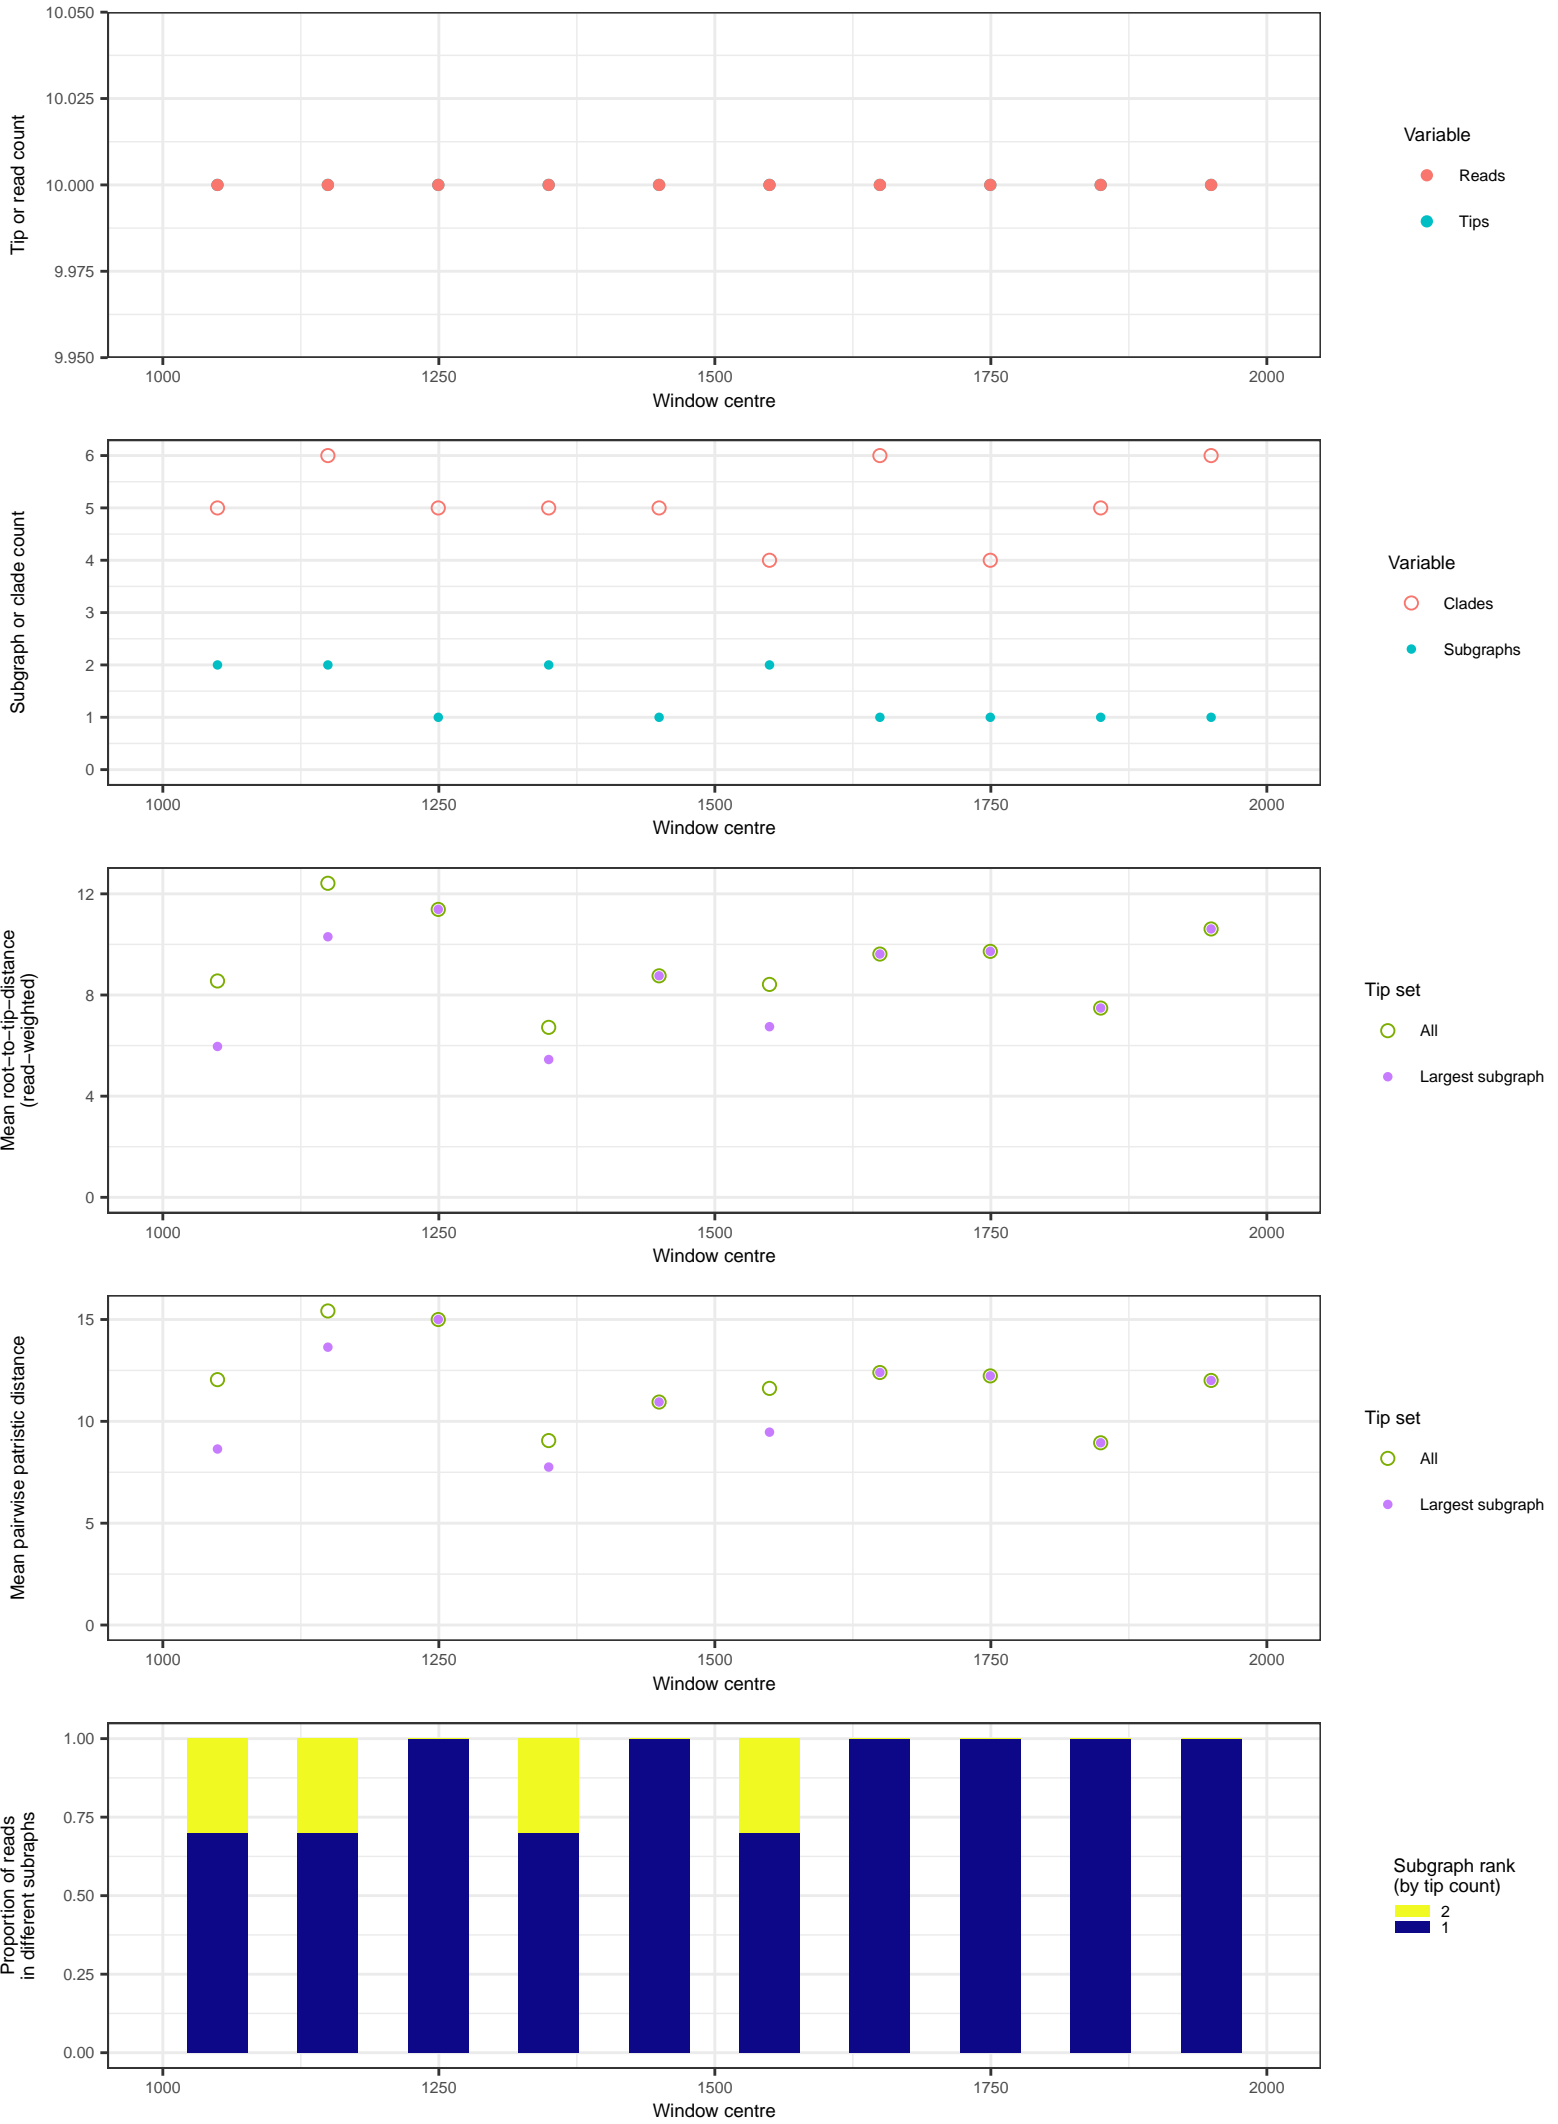 10.050
10.025
10.000
9.975
9.950
Tip or read count
1000 1250 1500 1750 2000
Window centre
Variable
Reads
Tips
6
5
4
3
2
1
0
Subgraph or clade count
1000 1250 1500 1750 2000
Window centre
Variable
Clades
Subgraphs
12
8
4
0
Mean root−to−tip−distance
(read−weighted)
1000 1250 1500 1750 2000
Window centre
Tip set
All
Largest subgraph
15
10
5
0
Mean pairwise patristic distance
1000 1250 1500 1750 2000
Window centre
Tip set
All
Largest subgraph
1.00
0.75
0.50
0.25
0.00
Proportion of reads
in different subraphs
1000 1250 1500 1750 2000
Window centre
Subgraph rank
(by tip count)
2
1